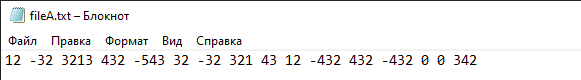 fileA.txt – Блокнот
Файл Правка Формат Вид Справка
12 -32 3213 432 -543 32 -32 321 43 12 -432 432 -432 0 0 342